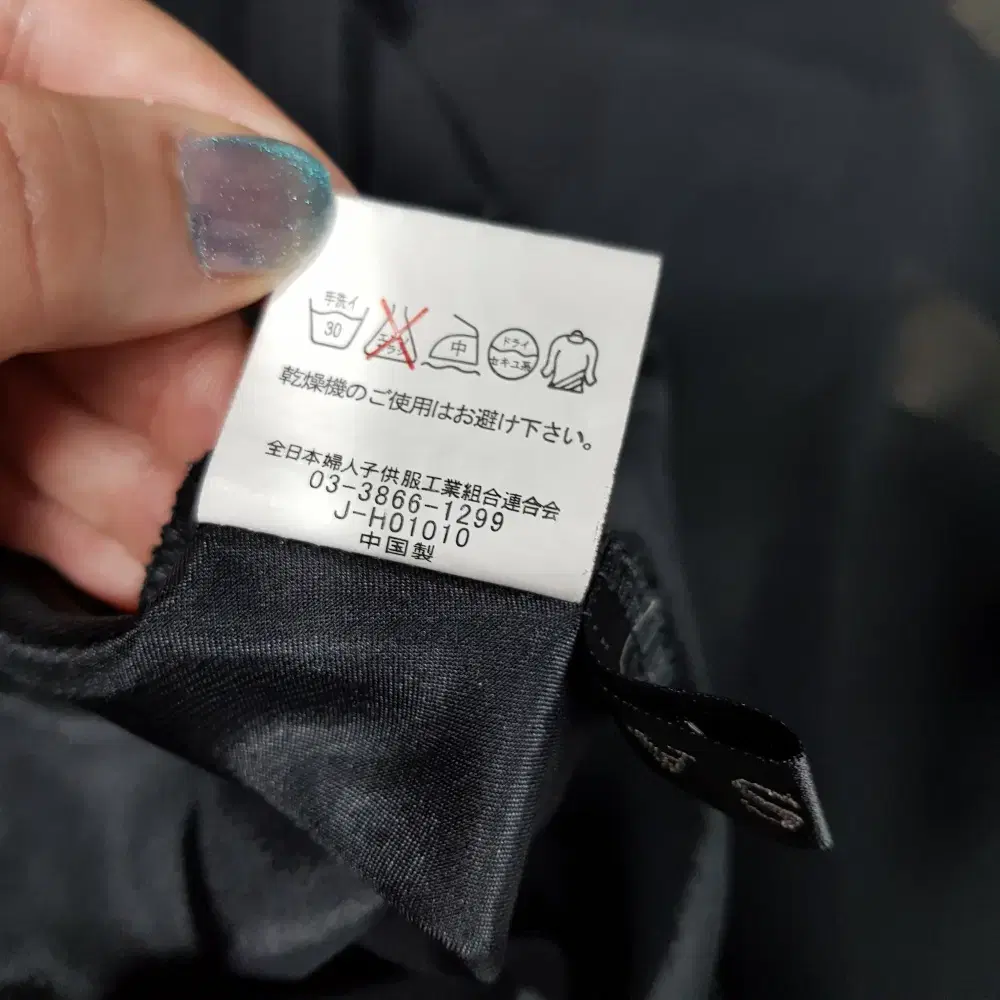 手洗イ
30
中
ドライ
セキユ系
乾燥機のご使用はお避け下さい。
全日本婦人子供服工業組合連合会
03-3866-1299
J-H01010
中国製